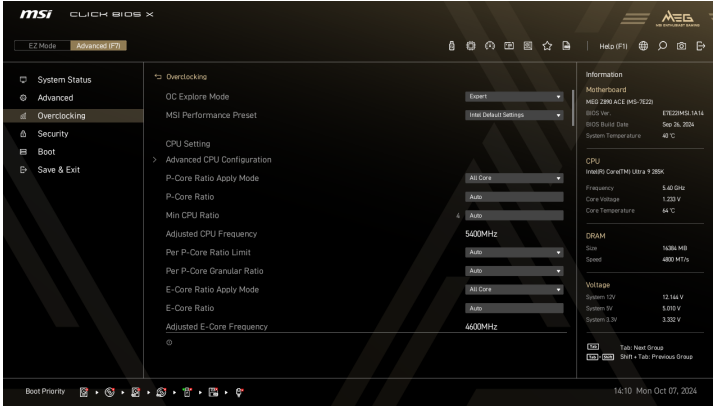 msi CLICK BIOS X
MEG
MSI ENTHUSIAST GAMING
EZ Mode Advanced (F7)
Help (F1)
System Status
Advanced
Overclocking
Security
Boot
Save & Exit
Overclocking
OC Explore Mode Expert
MSI Performance Preset Intel Default Settings
CPU Setting
> Advanced CPU Configuration
P-Core Ratio Apply Mode All Core
P-Core Ratio Auto
Min CPU Ratio 4 Auto
Adjusted CPU Frequency 5400MHz
Per P-Core Ratio Limit Auto
Per P-Core Granular Ratio Auto
E-Core Ratio Apply Mode All Core
E-Core Ratio Auto
Adjusted E-Core Frequency 4600MHz
Information
Motherboard
MEG Z890 ACE (MS-7E22)
BIOS Ver. E7E22IMSI.1A14
BIOS Build Date Sep 26, 2024
System Temperature 40 °C
CPU
Intel(R) Core(TM) Ultra 9 285K
Frequency 5.40 GHz
Core Voltage 1.233 V
Core Temperature 64 °C
DRAM
Size 16384 MB
Speed 4800 MT/s
Voltage
System 12V 12.144 V
System 5V 5.010 V
System 3.3V 3.332 V
Tab Tab: Next Group
Tab + Shift Shift + Tab: Previous Group
Boot Priority
14:10 Mon Oct 07, 2024